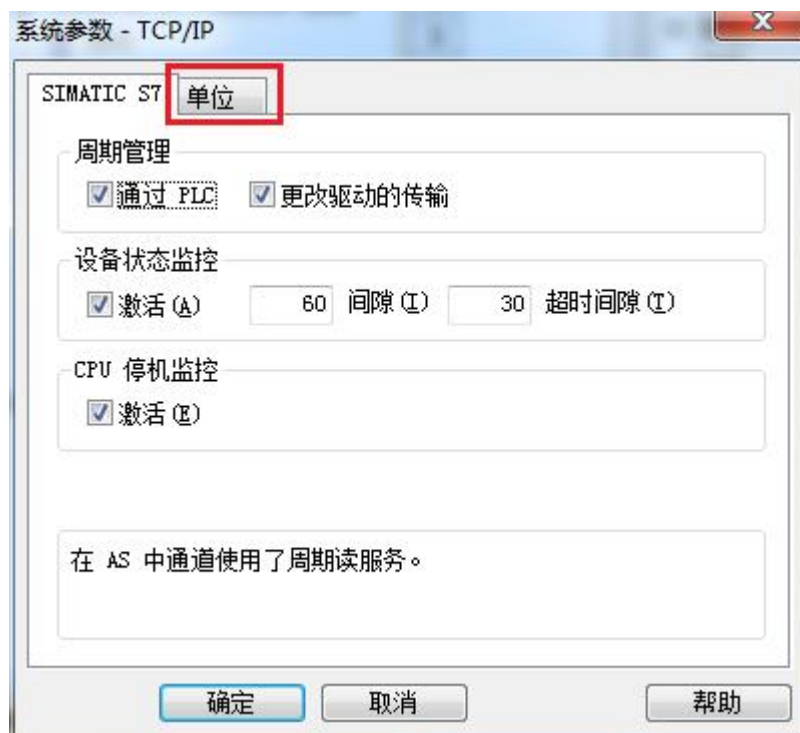 系统参数 - TCP/IP
SIMATIC S7 单位
周期管理
通过 PLC 更改驱动的传输
设备状态监控
激活(A) 60 间隙(I) 30 超时间隙(T)
CPU 停机监控
激活(E)
在 AS 中通道使用了周期读服务。
确定 取消 帮助